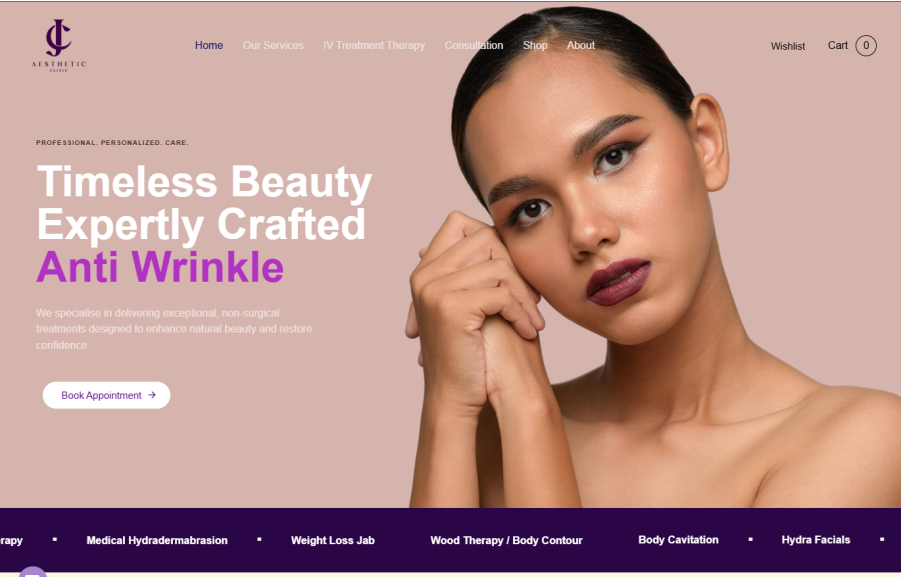 JC
AESTHETIC
CLINIC
Home Our Services IV Treatment Therapy Consultation Shop About
Wishlist Cart 0
PROFESSIONAL. PERSONALIZED. CARE.
Timeless Beauty
Expertly Crafted
Anti Wrinkle
We specialise in delivering exceptional, non-surgical
treatments designed to enhance natural beauty and restore
confidence.
Book Appointment →
rapy ▪ Medical Hydradermabrasion ▪ Weight Loss Jab Wood Therapy / Body Contour Body Cavitation ▪ Hydra Facials ▪